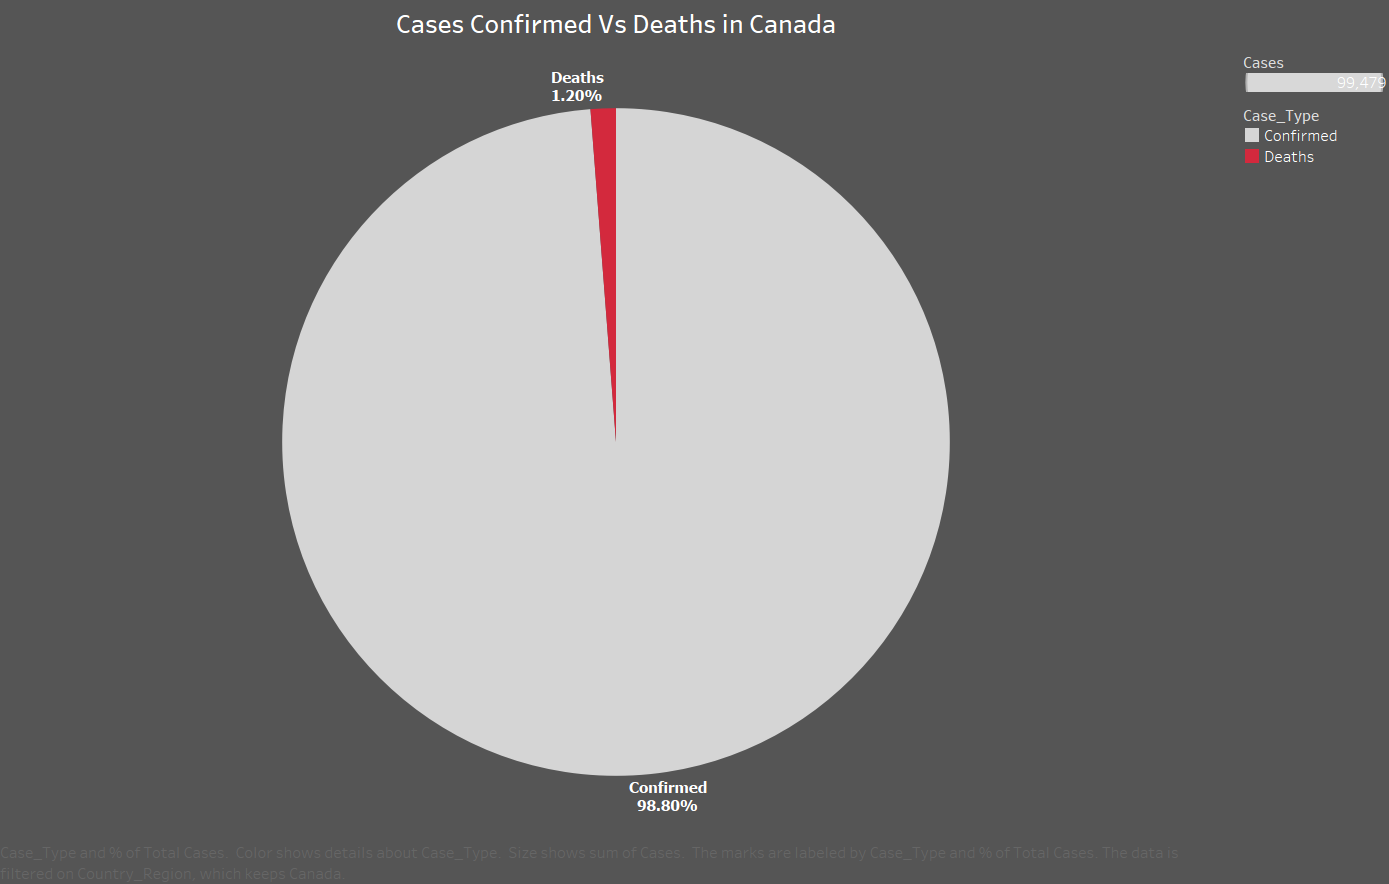 Cases Confirmed Vs Deaths in Canada
Cases
99,479
Case_Type
Confirmed
Deaths
Deaths
1.20%
Confirmed
98.80%
Case_Type and % of Total Cases.  Color shows details about Case_Type.  Size shows sum of Cases.  The marks are labeled by Case_Type and % of Total Cases. The data is
filtered on Country_Region, which keeps Canada.